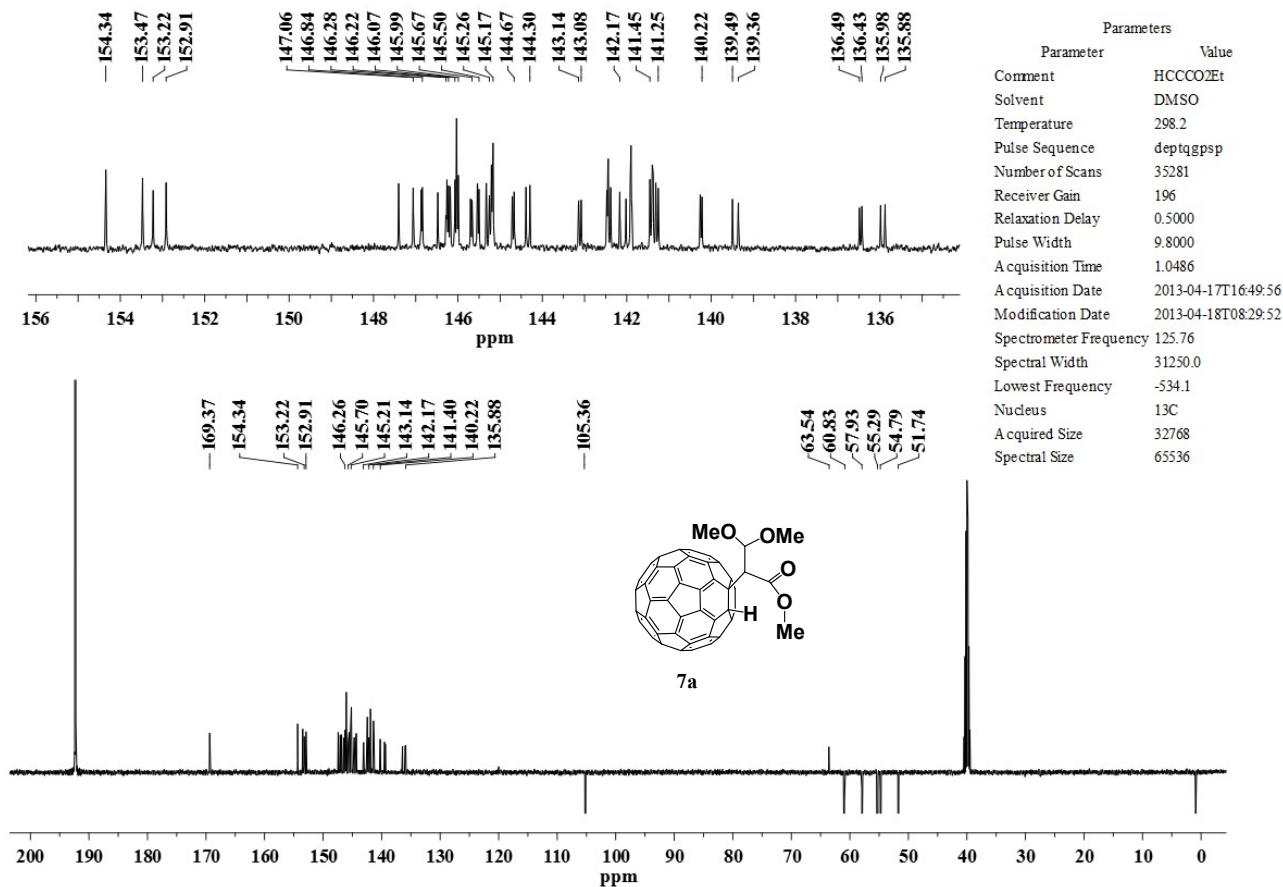 154.34
153.47
153.22
152.91
147.06
146.84
146.28
146.22
146.07
145.99
145.67
145.50
145.26
145.17
144.67
144.30
143.14
143.08
142.17
141.45
141.25
140.22
139.49
139.36
136.49
136.43
135.98
135.88
156 154 152 150 148 146 144 142 140 138 136
ppm
Parameters
Parameter Value
Comment HCCCO2Et
Solvent DMSO
Temperature 298.2
Pulse Sequence deptqgpsp
Number of Scans 35281
Receiver Gain 196
Relaxation Delay 0.5000
Pulse Width 9.8000
Acquisition Time 1.0486
Acquisition Date 2013-04-17T16:49:56
Modification Date 2013-04-18T08:29:52
Spectrometer Frequency 125.76
Spectral Width 31250.0
Lowest Frequency -534.1
Nucleus 13C
Acquired Size 32768
Spectral Size 65536
169.37
154.34
153.22
152.91
146.26
145.70
145.21
143.14
142.17
141.40
140.22
135.88
105.36
63.54
60.83
57.93
55.29
54.79
51.74
MeO OMe
O
O
H
Me
7a
200 190 180 170 160 150 140 130 120 110 100 90 80 70 60 50 40 30 20 10 0
ppm